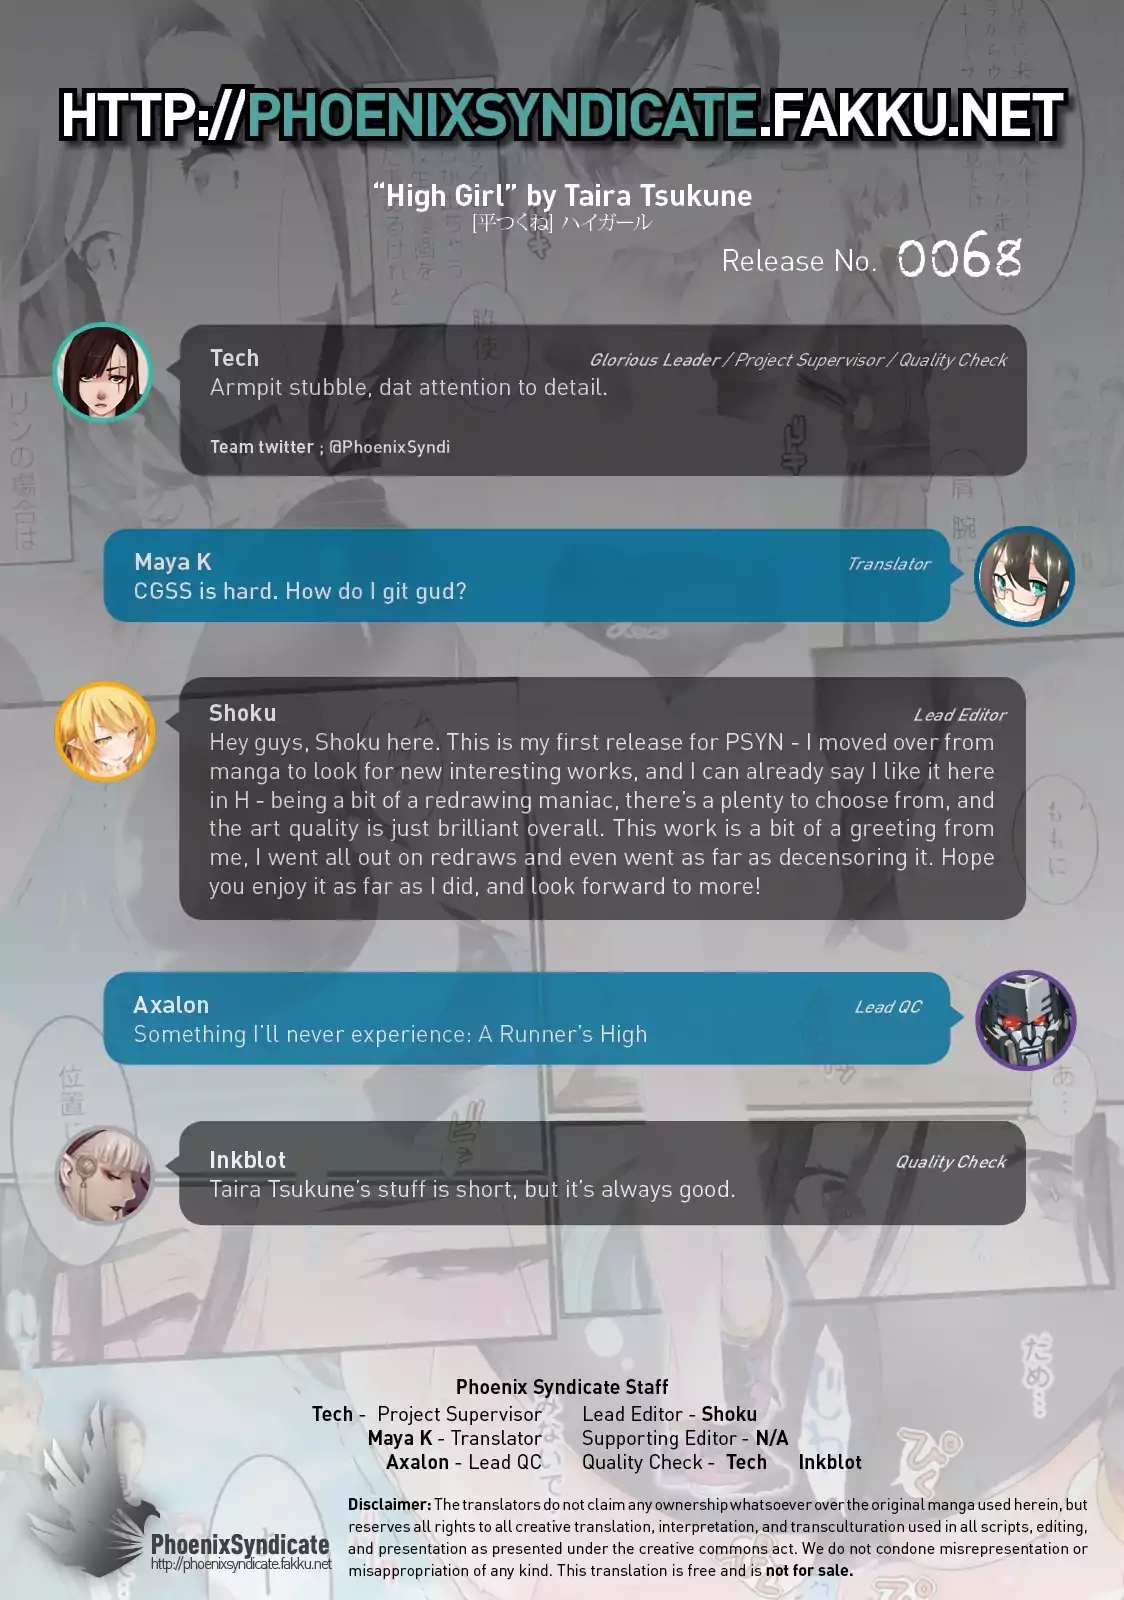 HTTP://PHOENIXSYNDICATE.FAKKU.NET
“High Girl” by Taira Tsukune
[平つくね] ハイガール
Release No. 0068
Tech
Glorious Leader / Project Supervisor / Quality Check
Armpit stubble, dat attention to detail.
Team twitter ; @PhoenixSyndi
Maya K
Translator
CGSS is hard. How do I git gud?
Shoku
Lead Editor
Hey guys, Shoku here. This is my first release for PSYN - I moved over from
manga to look for new interesting works, and I can already say I like it here
in H - being a bit of a redrawing maniac, there’s a plenty to choose from, and
the art quality is just brilliant overall. This work is a bit of a greeting from
me, I went all out on redraws and even went as far as decensoring it. Hope
you enjoy it as far as I did, and look forward to more!
Axalon
Lead QC
Something I’ll never experience: A Runner’s High
Inkblot
Quality Check
Taira Tsukune’s stuff is short, but it’s always good.
リンの場合は
ももに
あ…
だめ…
Phoenix Syndicate Staff
Tech - Project Supervisor
Maya K - Translator
Axalon - Lead QC
Lead Editor - Shoku
Supporting Editor - N/A
Quality Check - Tech Inkblot
PhoenixSyndicate
http://phoenixsyndicate.fakku.net
Disclaimer: The translators do not claim any ownership whatsoever over the original manga used herein, but
reserves all rights to all creative translation, interpretation, and transculturation used in all scripts, editing,
and presentation as presented under the creative commons act. We do not condone misrepresentation or
misappropriation of any kind. This translation is free and is not for sale.